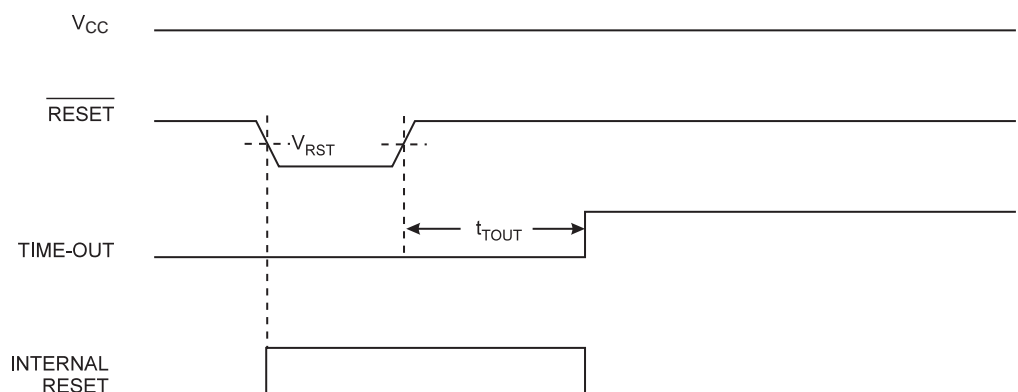 VCC
RESET
VRST
tTOUT
TIME-OUT
INTERNAL
RESET